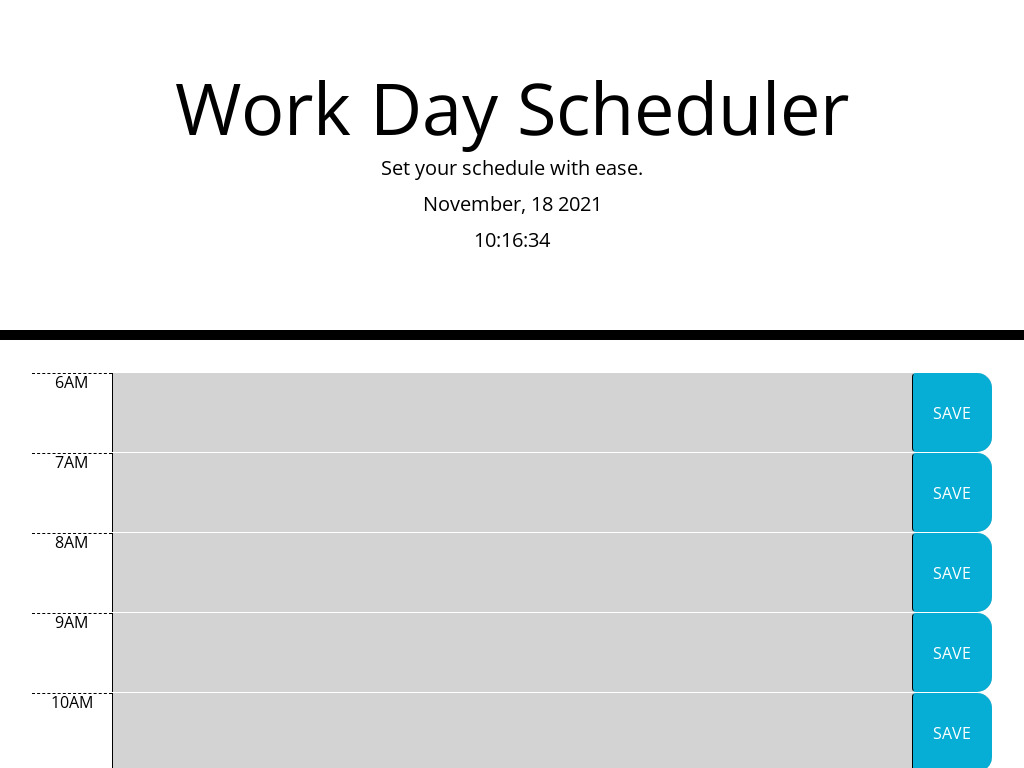 Work Day Scheduler
Set your schedule with ease.
November, 18 2021
10:16:34
6AM
SAVE
7AM
SAVE
8AM
SAVE
9AM
SAVE
10AM
SAVE